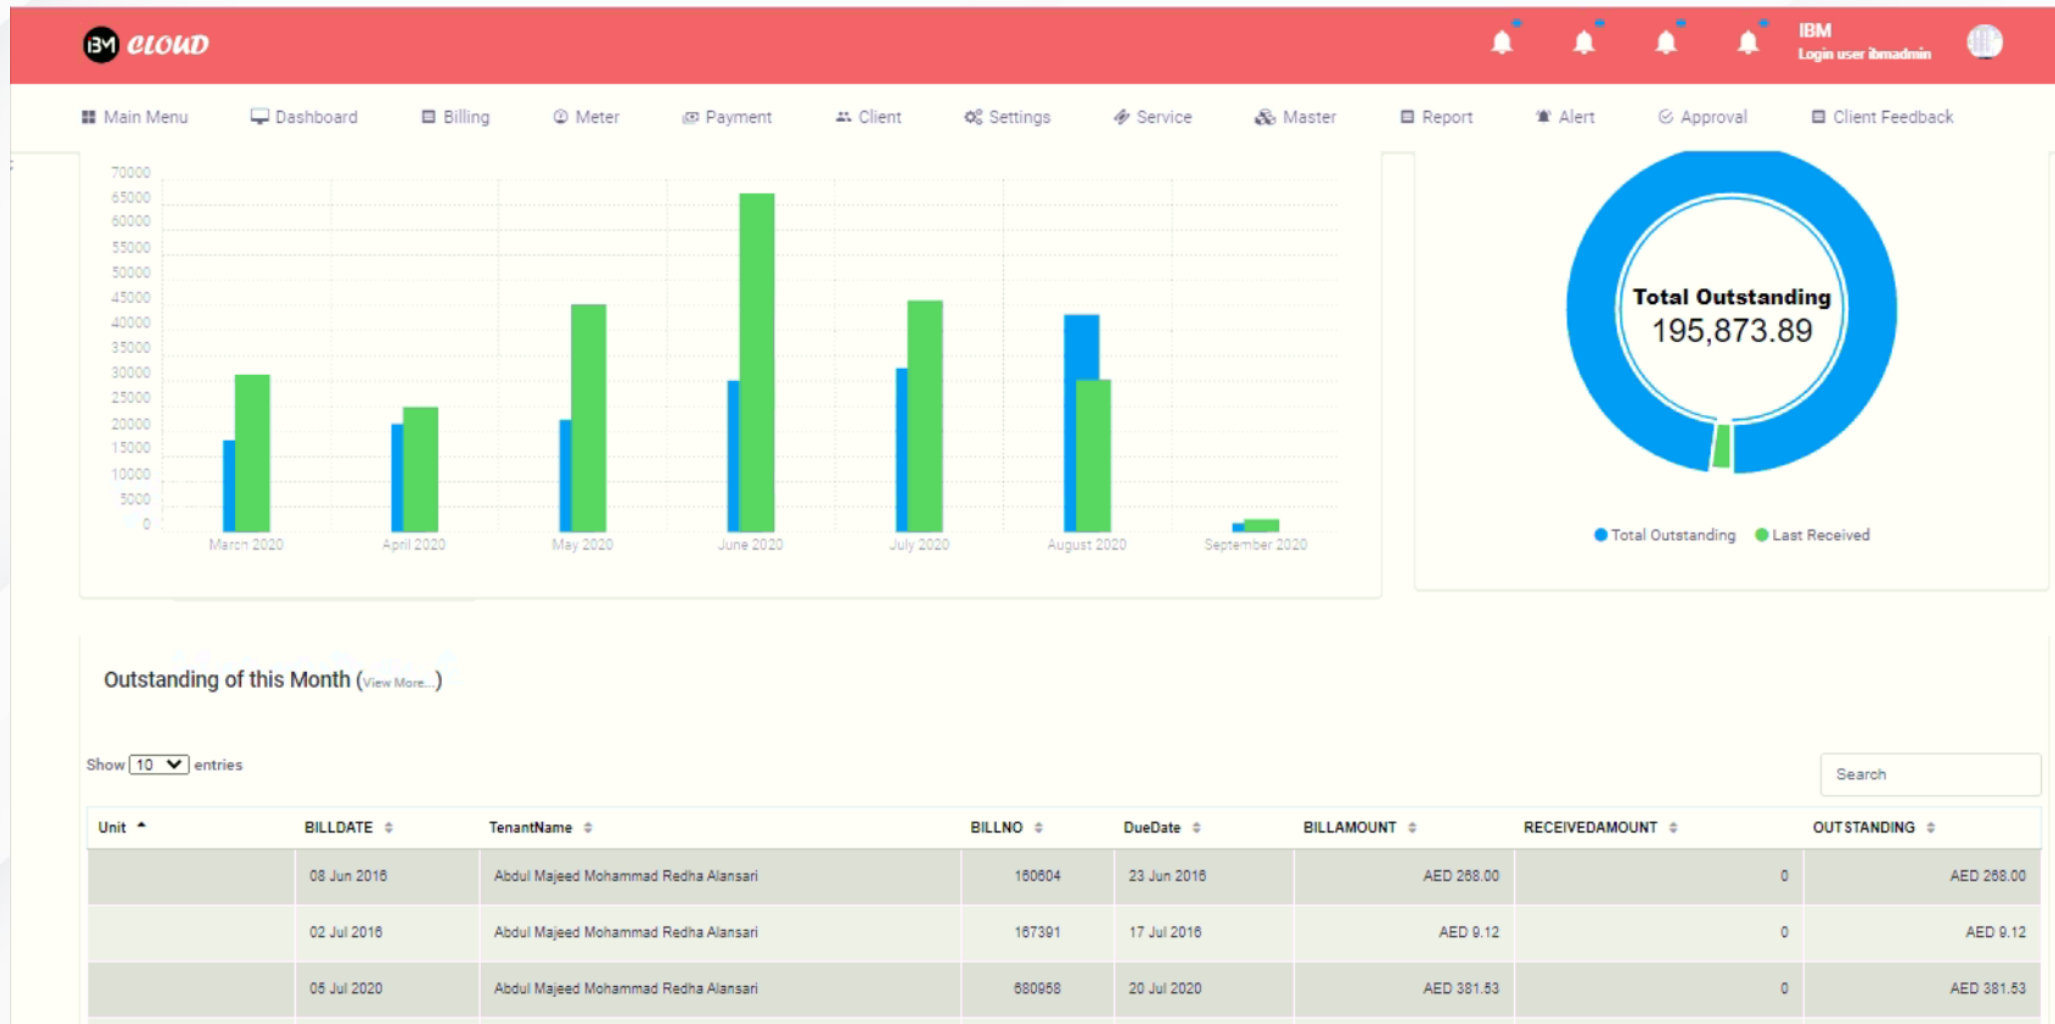 IBM CLOUD
IBM
Login user ibmadmin
Main Menu Dashboard Billing Meter Payment Client Settings Service Master Report Alert Approval Client Feedback
70000
65000
60000
55000
50000
45000
40000
35000
30000
25000
20000
15000
10000
5000
0
March 2020 April 2020 May 2020 June 2020 July 2020 August 2020 September 2020
Total Outstanding
195,873.89
Total Outstanding Last Received
Outstanding of this Month (View More...)
Show 10 entries
Search
Unit BILLDATE TenantName BILLNO DueDate BILLAMOUNT RECEIVEDAMOUNT OUTSTANDING
08 Jun 2016 Abdul Majeed Mohammad Redha Alansari 160604 23 Jun 2016 AED 268.00 0 AED 268.00
02 Jul 2016 Abdul Majeed Mohammad Redha Alansari 167391 17 Jul 2016 AED 9.12 0 AED 9.12
05 Jul 2020 Abdul Majeed Mohammad Redha Alansari 680958 20 Jul 2020 AED 381.53 0 AED 381.53